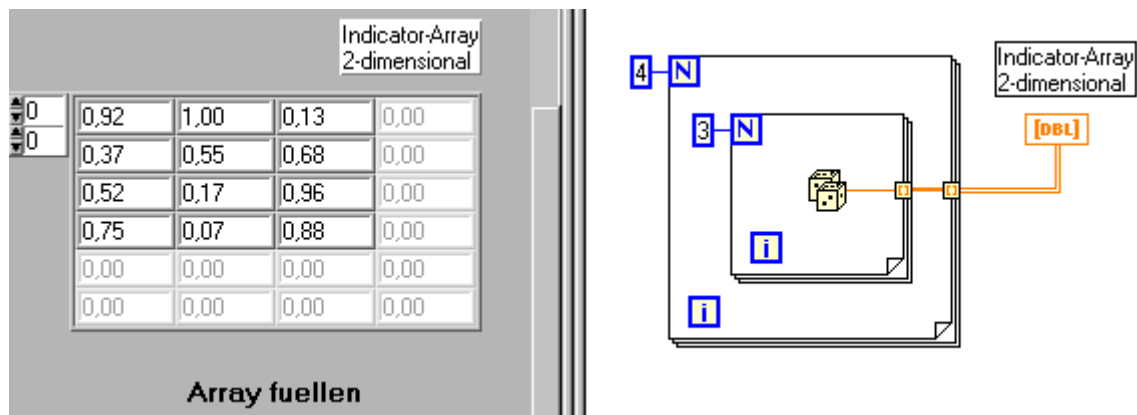 Indicator-Array
2-dimensional
0
0
0,92 1,00 0,13 0,00
0,37 0,55 0,68 0,00
0,52 0,17 0,96 0,00
0,75 0,07 0,88 0,00
0,00 0,00 0,00 0,00
0,00 0,00 0,00 0,00
Array fuellen
Indicator-Array
2-dimensional
4 N
3 N
[DBL]
i
i